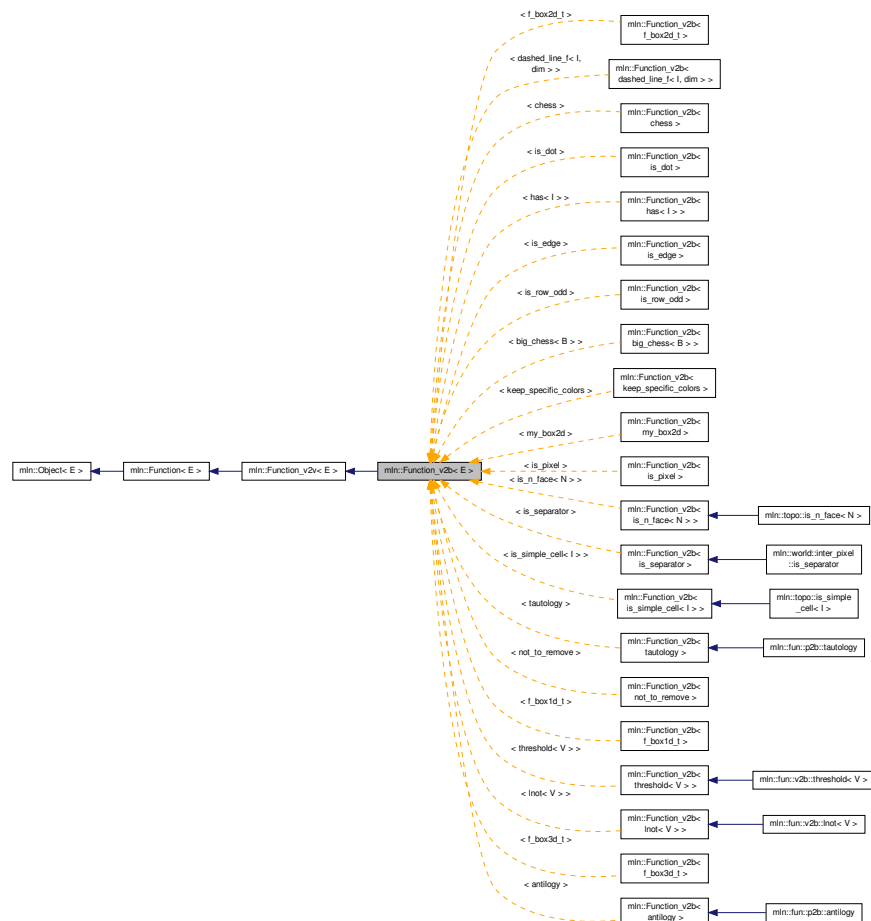 < f_box2d_t >
mln::Function_v2b<
f_box2d_t >
< dashed_line_f< I,
dim > >
mln::Function_v2b<
dashed_line_f< I, dim > >
< chess >
mln::Function_v2b<
chess >
< is_dot >
mln::Function_v2b<
is_dot >
< has< I > >
mln::Function_v2b<
has< I > >
< is_edge >
mln::Function_v2b<
is_edge >
< is_row_odd >
mln::Function_v2b<
is_row_odd >
< big_chess< B > >
mln::Function_v2b<
big_chess< B > >
< keep_specific_colors >
mln::Function_v2b<
keep_specific_colors >
< my_box2d >
mln::Function_v2b<
my_box2d >
mln::Object< E >
mln::Function< E >
mln::Function_v2v< E >
mln::Function_v2b< E >
< is_pixel >
mln::Function_v2b<
is_pixel >
< is_n_face< N > >
mln::Function_v2b<
is_n_face< N > >
mln::topo::is_n_face< N >
< is_separator >
mln::Function_v2b<
is_separator >
mln::world::inter_pixel
::is_separator
< is_simple_cell< I > >
mln::Function_v2b<
is_simple_cell< I > >
mln::topo::is_simple
_cell< I >
< tautology >
mln::Function_v2b<
tautology >
mln::fun::p2b::tautology
< not_to_remove >
mln::Function_v2b<
not_to_remove >
< f_box1d_t >
mln::Function_v2b<
f_box1d_t >
< threshold< V > >
mln::Function_v2b<
threshold< V > >
mln::fun::v2b::threshold< V >
< lnot< V > >
mln::Function_v2b<
lnot< V > >
mln::fun::v2b::lnot< V >
< f_box3d_t >
mln::Function_v2b<
f_box3d_t >
< antilogy >
mln::Function_v2b<
antilogy >
mln::fun::p2b::antilogy